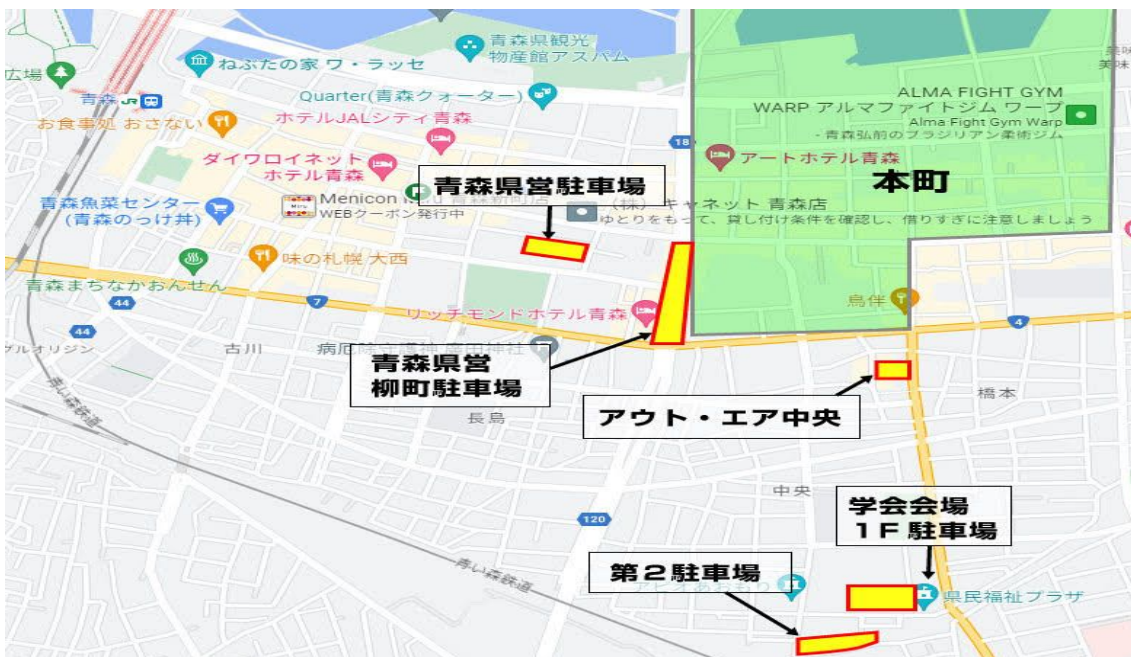 青森県観光
物産館アスパム
広場
ねぶたの家 ワ・ラッセ
青森 JR
Quarter(青森クォーター)
お食事処 おさない
ホテルJALシティ青森
ALMA FIGHT GYM
WARP アルマファイトジム ワープ
Alma Fight Gym Warp
- 青森弘前のブラジリアン柔術ジム
ダイワロイネット
ホテル青森
アートホテル青森
本町
青森県営駐車場
青森魚菜センター
(青森のっけ丼)
Menicon
WEBクーポン発行中
キャネット 青森店
ゆとりをもって、貸し付け条件を確認し、借りすぎに注意しましょう
味の札幌 大西
青森まちなかおんせん
44
7
リッチモンドホテル青森
鳥伴
4
44
古川
青森県営
柳町駐車場
橋本
青い森鉄道
長島
アウト・エア中央
中央
120
学会会場
1F駐車場
青い森鉄道
第2駐車場
アピオあおもり
県民福祉プラザ